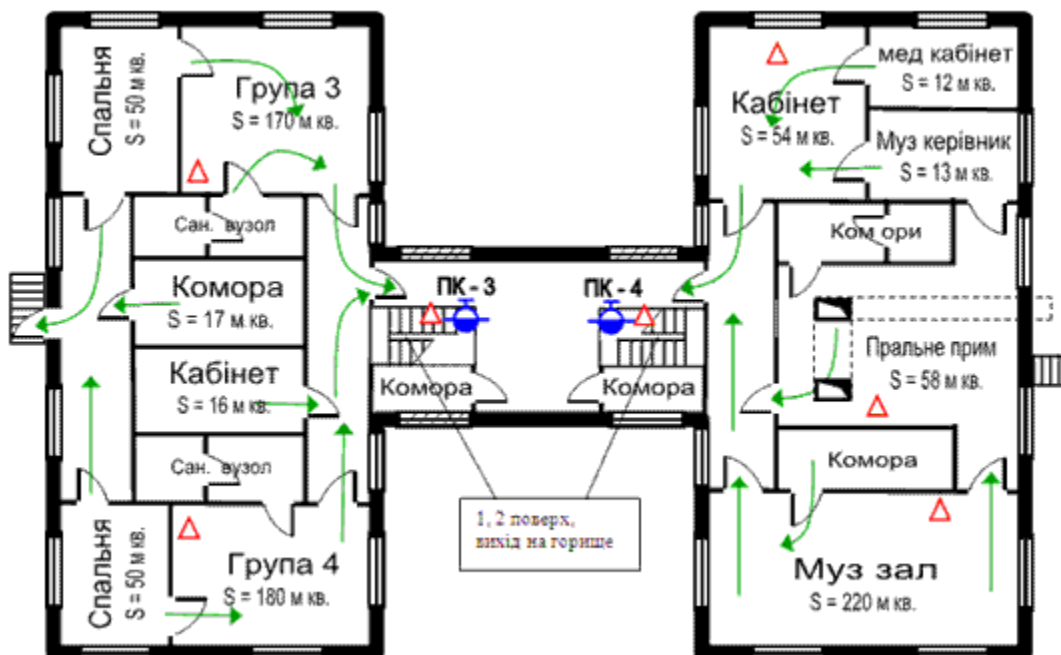 Спальня
S = 50 м кв.
Група 3
S = 170 м кв.
Сан. вузол
Комора
S = 17 м кв.
Кабінет
S = 16 м кв.
Сан. вузол
Спальня
S = 50 м кв.
Група 4
S = 180 м кв.
ПК - 3
ПК - 4
Комора
Комора
1, 2 поверх,
вихід на горище
Кабінет
S = 54 м кв.
мед кабінет
S = 12 м кв.
Муз керівник
S = 13 м кв.
Ком ори
Пральне прим
S = 58 м кв.
Комора
Муз зал
S = 220 м кв.